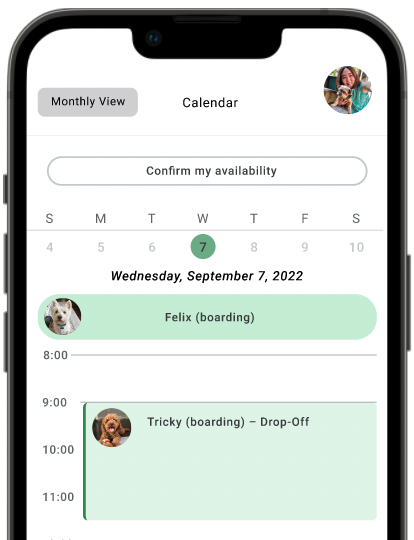 Monthly View
Calendar
Confirm my availability
S M T W T F S
4 5 6 7 8 9 10
Wednesday, September 7, 2022
Felix (boarding)
8:00
9:00
Tricky (boarding) – Drop-Off
10:00
11:00